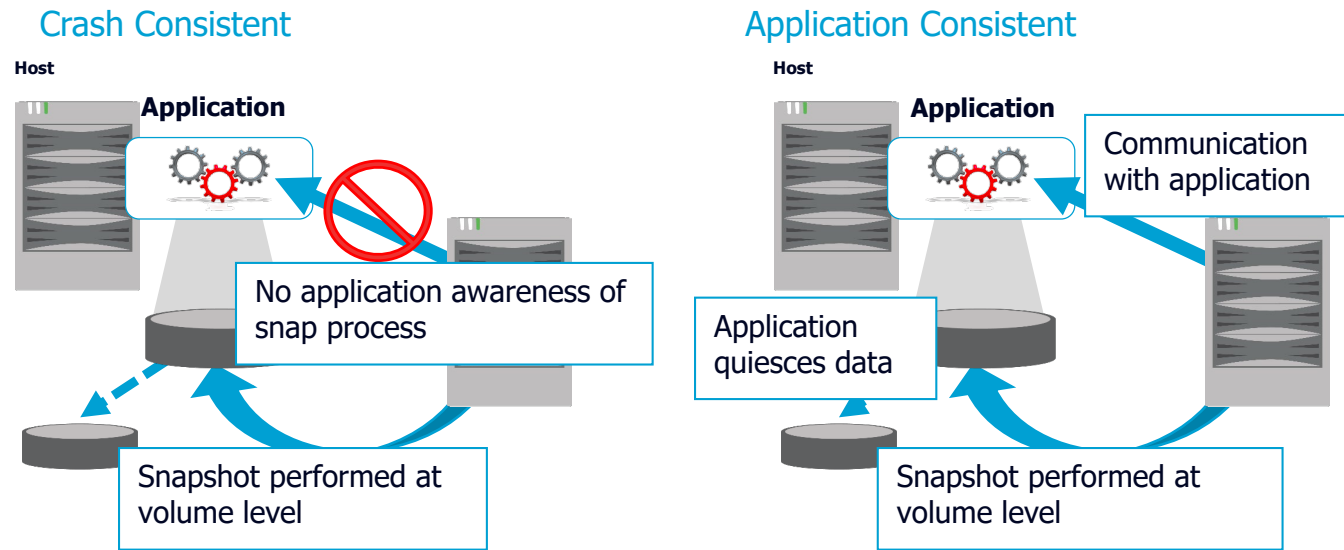 Crash Consistent
Host
Application
No application awareness of
snap process
Snapshot performed at
volume level
Application Consistent
Host
Application
Communication
with application
Application
quiesces data
Snapshot performed at
volume level